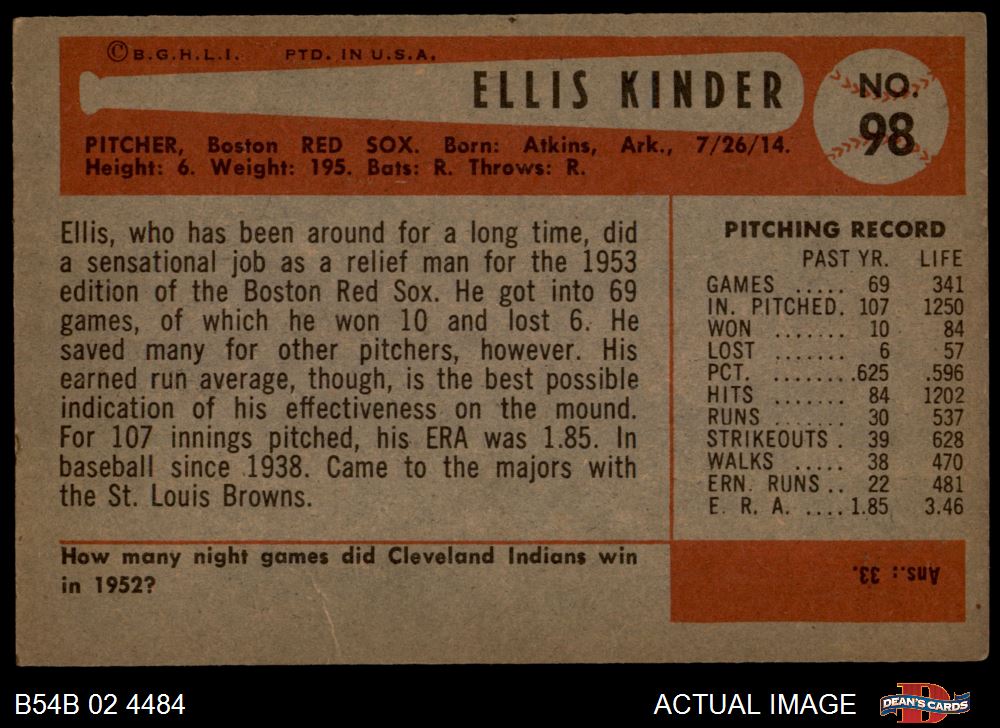 © B.G.H.L.I. PTD. IN U.S.A.
ELLIS KINDER
NO.
98
PITCHER, Boston RED SOX. Born: Atkins, Ark., 7/26/14.
Height: 6. Weight: 195. Bats: R. Throws: R.
Ellis, who has been around for a long time, did
a sensational job as a relief man for the 1953
edition of the Boston Red Sox. He got into 69
games, of which he won 10 and lost 6. He
saved many for other pitchers, however. His
earned run average, though, is the best possible
indication of his effectiveness on the mound.
For 107 innings pitched, his ERA was 1.85. In
baseball since 1938. Came to the majors with
the St. Louis Browns.
PITCHING RECORD
PAST YR. LIFE
GAMES ..... 69 341
IN. PITCHED. 107 1250
WON ....... 10 84
LOST ....... 6 57
PCT. ........ .625 .596
HITS ....... 84 1202
RUNS ....... 30 537
STRIKEOUTS . 39 628
WALKS ..... 38 470
ERN. RUNS .. 22 481
E. R. A. .... 1.85 3.46
How many night games did Cleveland Indians win
in 1952?
Ans.: 33.
B54B 02 4484
ACTUAL IMAGE
D
DEAN'S CARDS